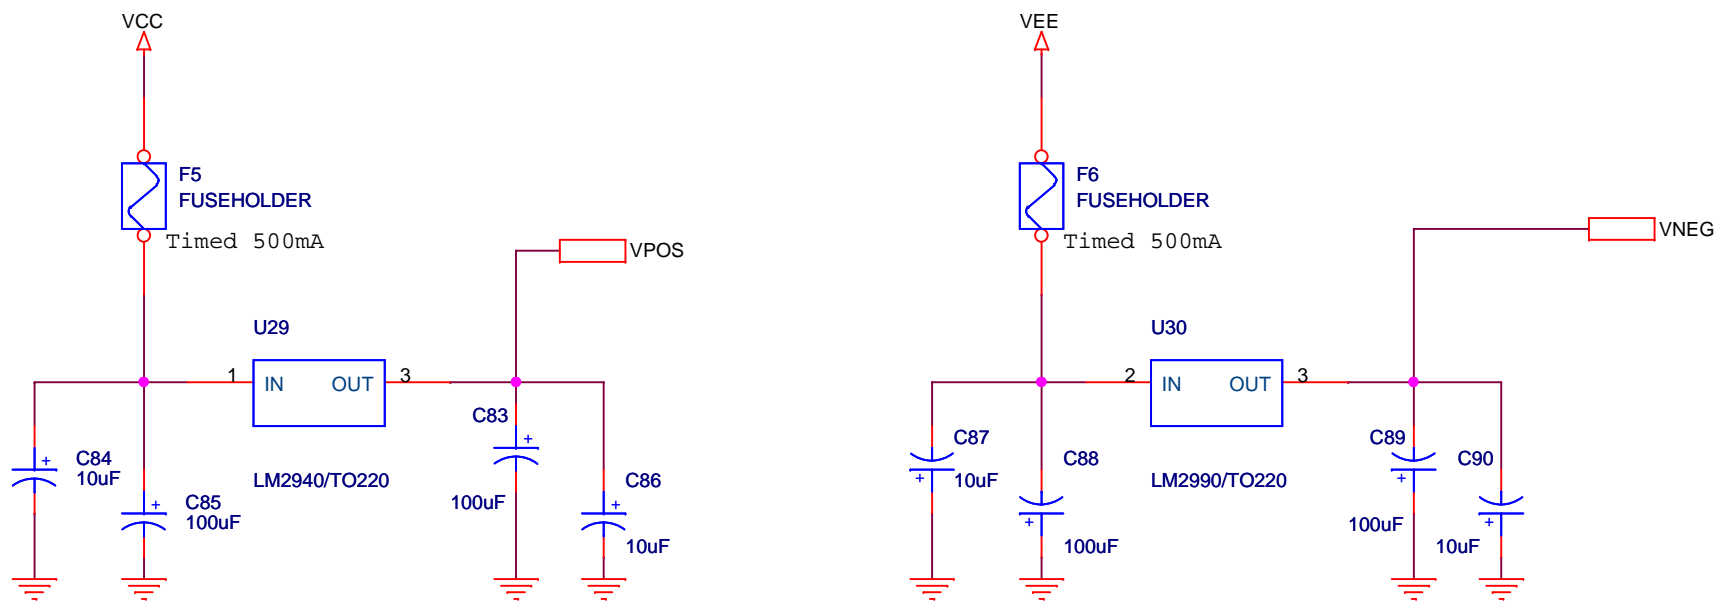 VCC
F5
FUSEHOLDER
Timed 500mA
VPOS
U29
1
IN
OUT
3
C83
+
100uF
+
C84
10uF
+
C85
100uF
LM2940/TO220
+
C86
10uF
VEE
F6
FUSEHOLDER
Timed 500mA
VNEG
U30
2
IN
OUT
3
C87
+
10uF
C88
+
100uF
LM2990/TO220
C89
+
100uF
C90
+
10uF